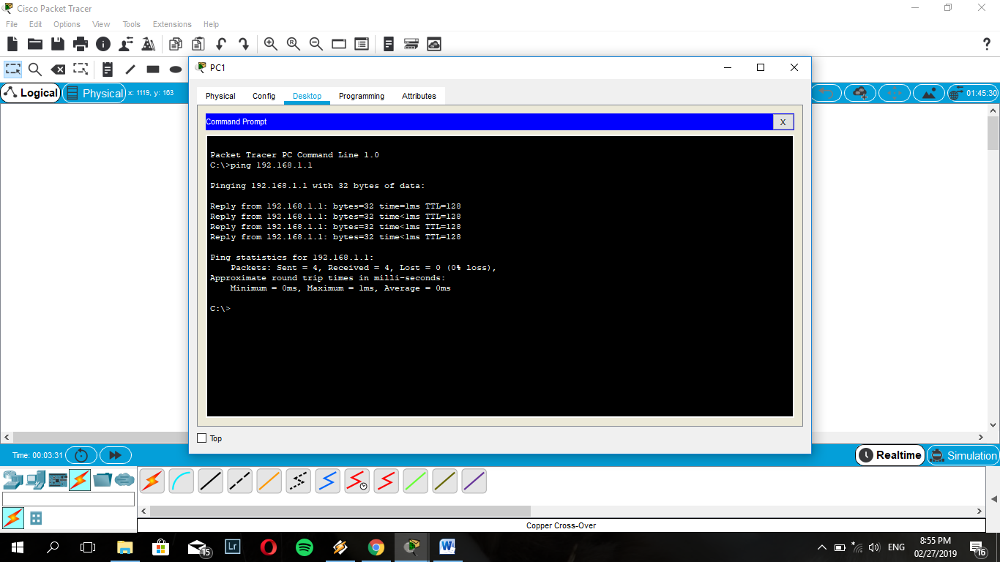 Cisco Packet Tracer
File Edit Options View Tools Extensions Help
R
?
PC1
Logical Physical x: 1119, y: 163
01:45:30
Physical Config Desktop Programming Attributes
Command Prompt
X
Packet Tracer PC Command Line 1.0
C:\>ping 192.168.1.1
Pinging 192.168.1.1 with 32 bytes of data:
Reply from 192.168.1.1: bytes=32 time=1ms TTL=128
Reply from 192.168.1.1: bytes=32 time<1ms TTL=128
Reply from 192.168.1.1: bytes=32 time<1ms TTL=128
Reply from 192.168.1.1: bytes=32 time<1ms TTL=128
Ping statistics for 192.168.1.1:
Packets: Sent = 4, Received = 4, Lost = 0 (0% loss),
Approximate round trip times in milli-seconds:
Minimum = 0ms, Maximum = 1ms, Average = 0ms
C:\>
Top
Time: 00:03:31
Realtime Simulation
Copper Cross-Over
15
Lr
W
ENG
8:55 PM
02/27/2019
16